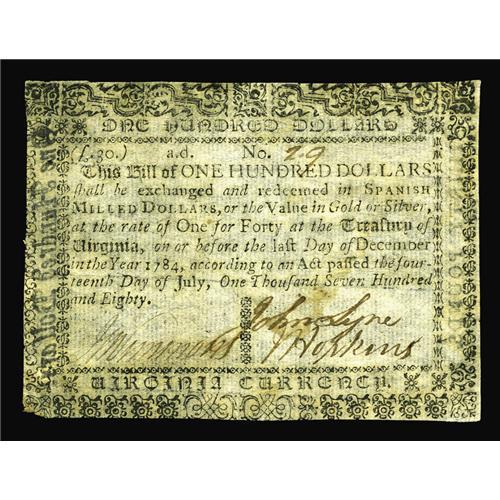 ONE HUNDRED DOLLARS
(£.30.) a.d. No. 29
This Bill of ONE HUNDRED DOLLARS
shall be exchanged and redeemed in SPANISH
MILLED DOLLARS, or the Value in Gold or Silver,
at the rate of One for Forty at the Treasury of
Virginia, on or before the last Day of December
in the Year 1784, according to an Act passed the four-
teenth Day of July, One Thousand Seven Hundred
and Eighty.
John Lyne
J Hopkins
VIRGINIA CURRENCY.